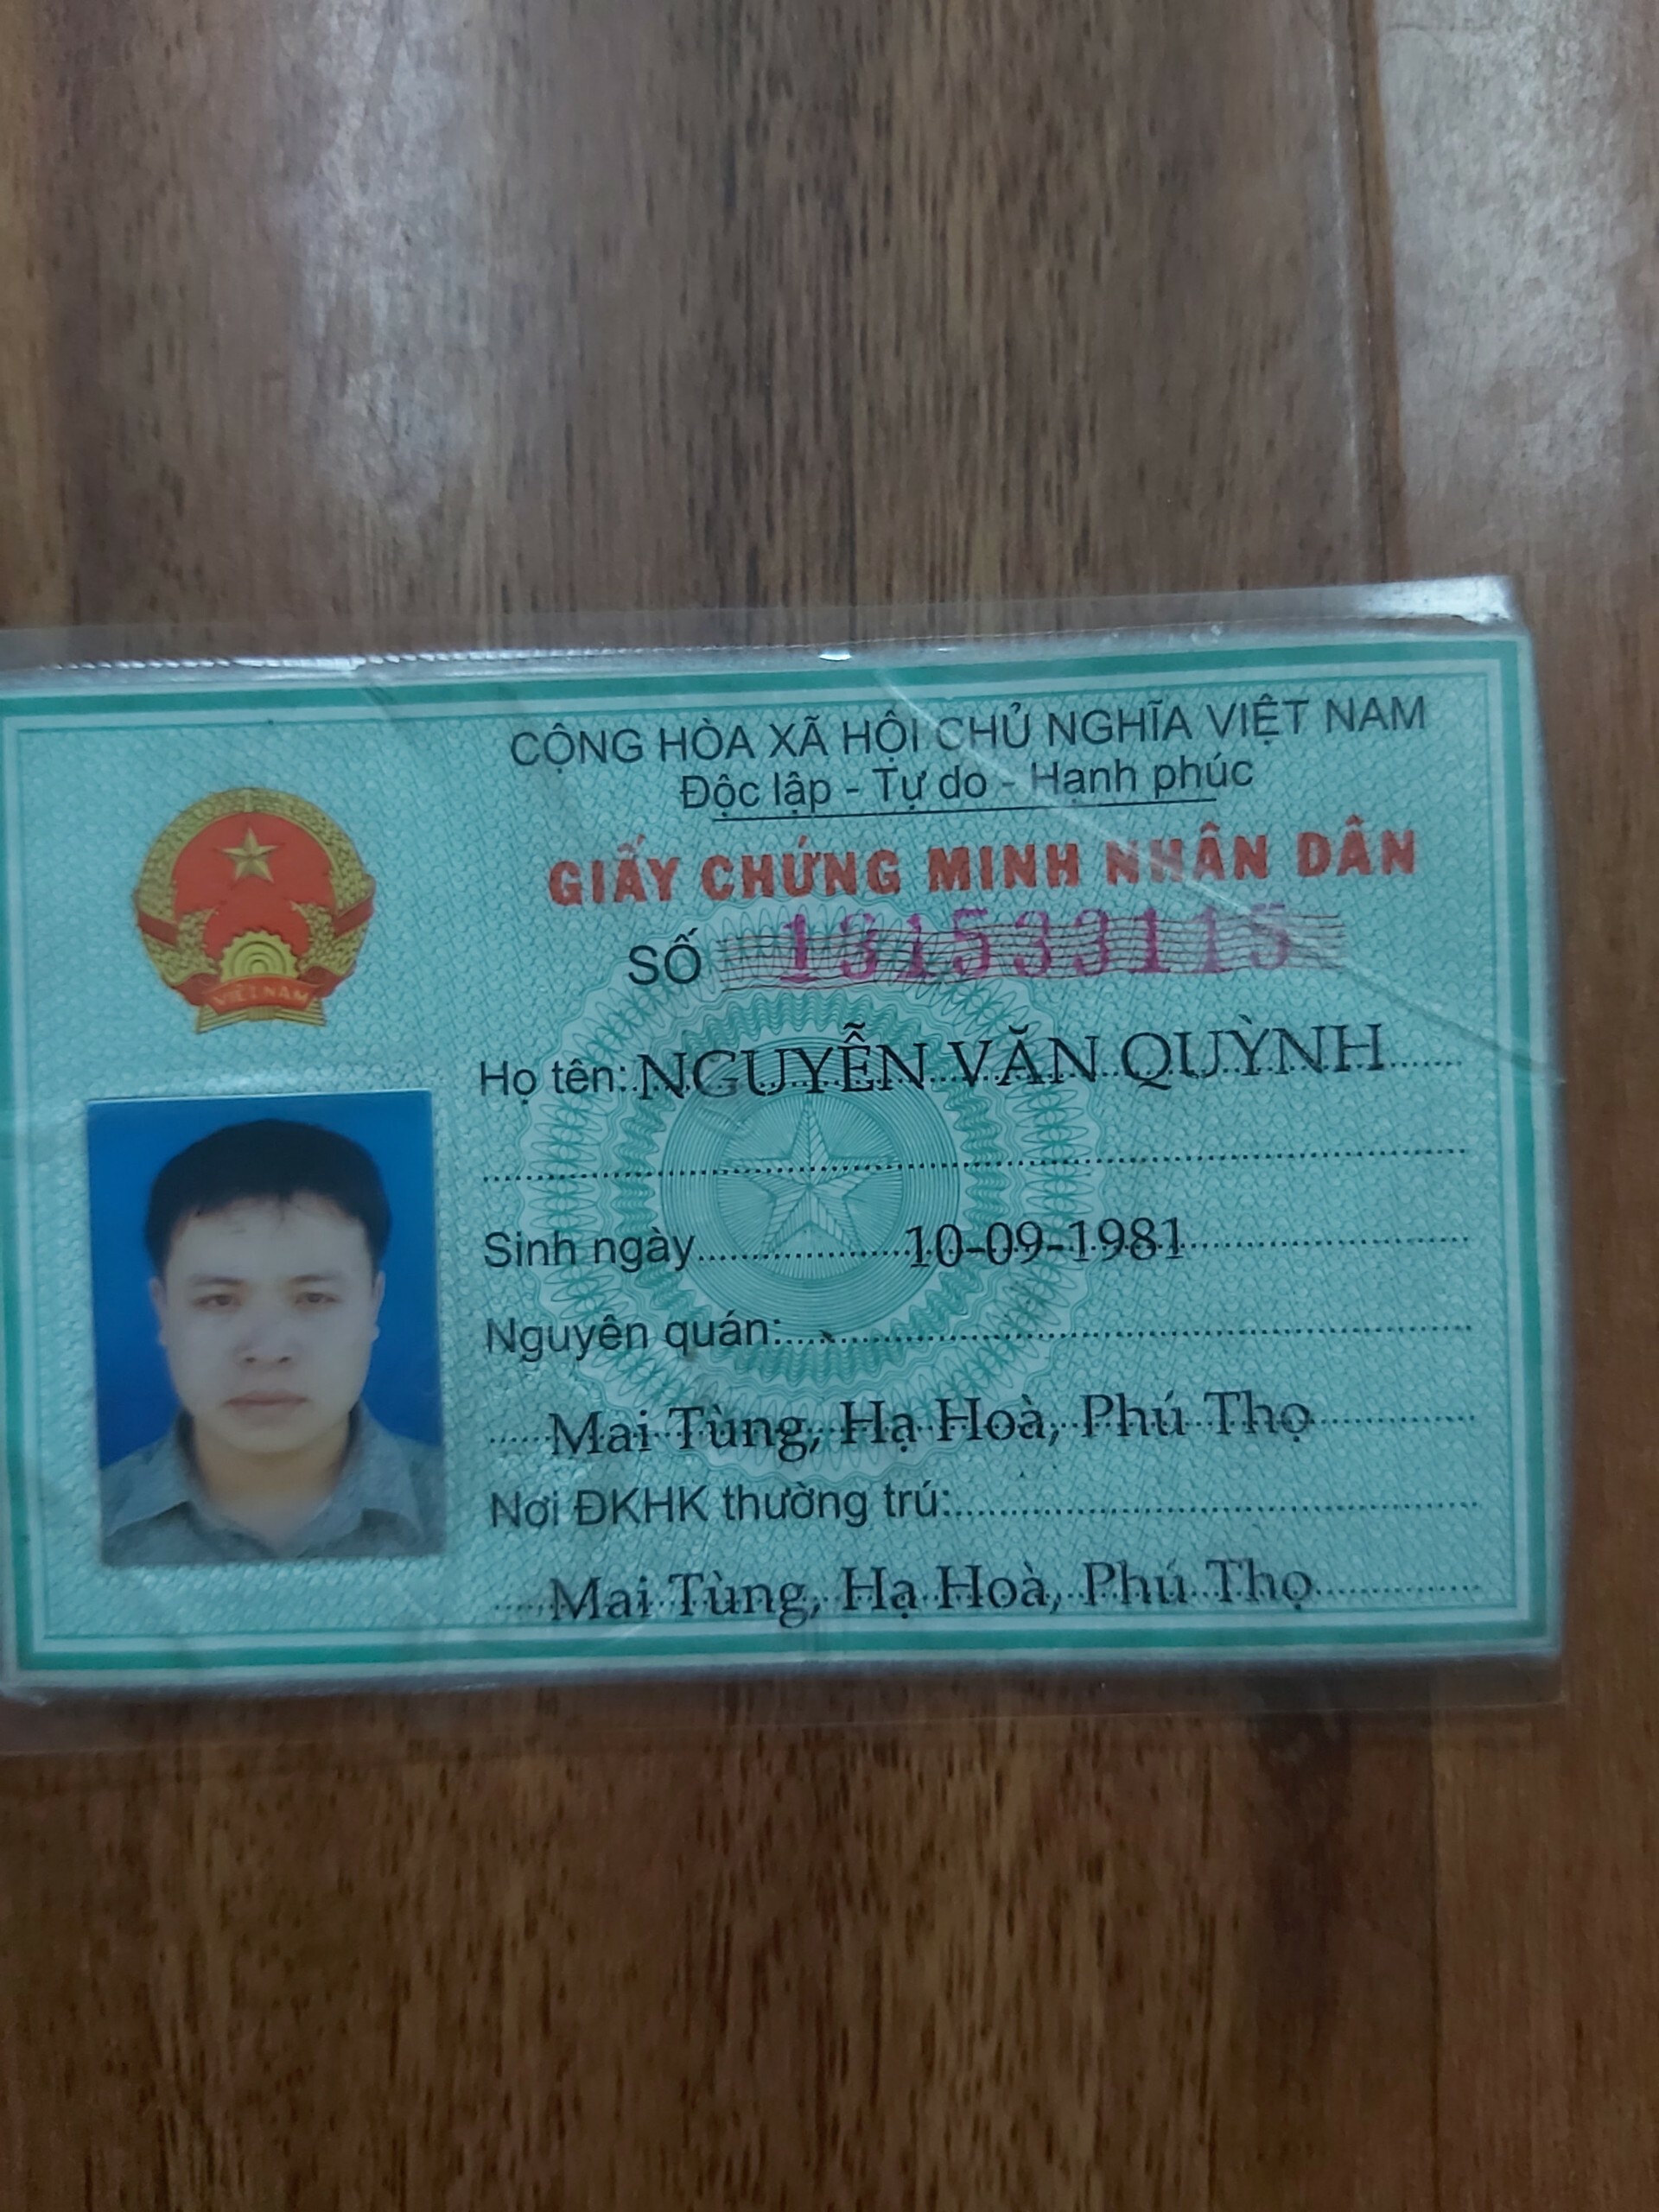 CỘNG HÒA XÃ HỘI CHỦ NGHĨA VIỆT NAM
Độc lập - Tự do - Hạnh phúc
GIẤY CHỨNG MINH NHÂN DÂN
SỐ 131533115
VIỆT NAM
Họ tên: NGUYỄN VĂN QUỲNH
Sinh ngày 10-09-1981
Nguyên quán:
Mai Tùng, Hạ Hoà, Phú Thọ
Nơi ĐKHK thường trú:
Mai Tùng, Hạ Hoà, Phú Thọ